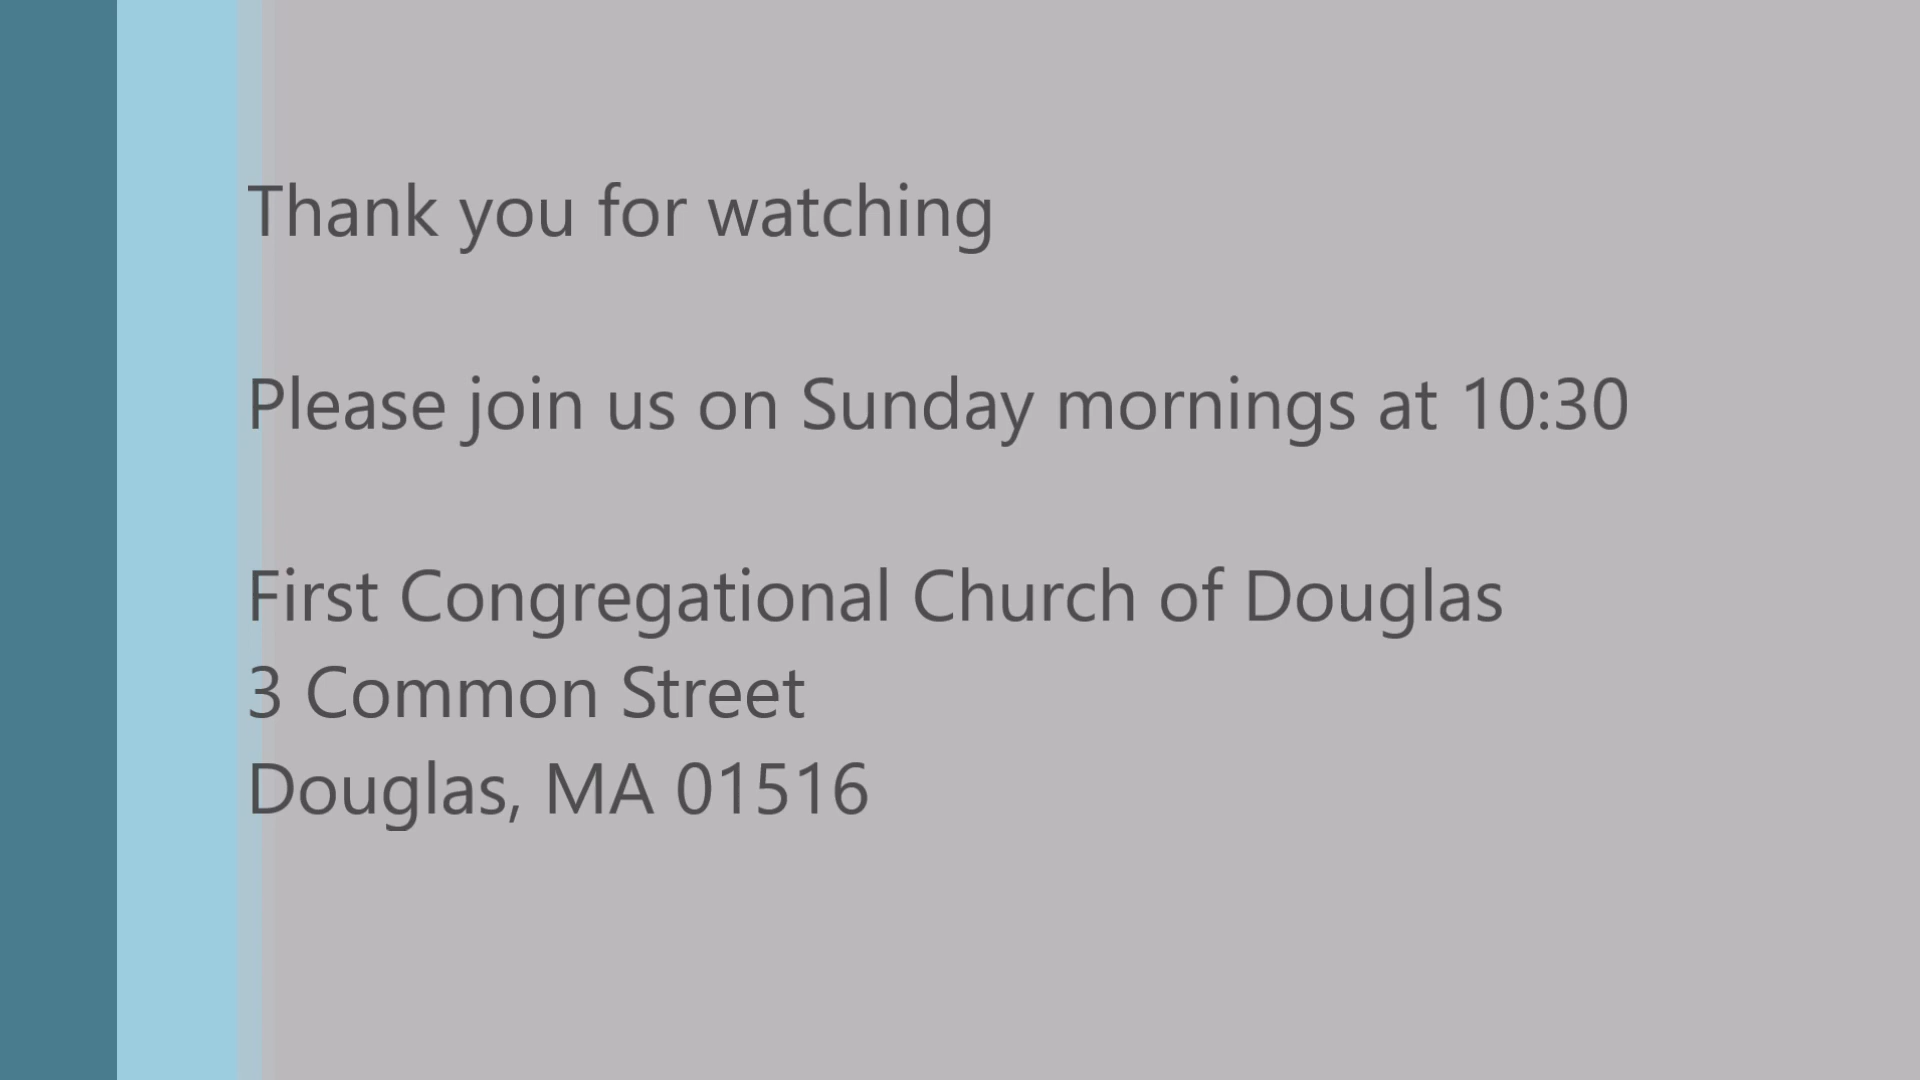 Thank you for watching
Please join us on Sunday mornings at 10:30
First Congregational Church of Douglas
3 Common Street
Douglas, MA 01516